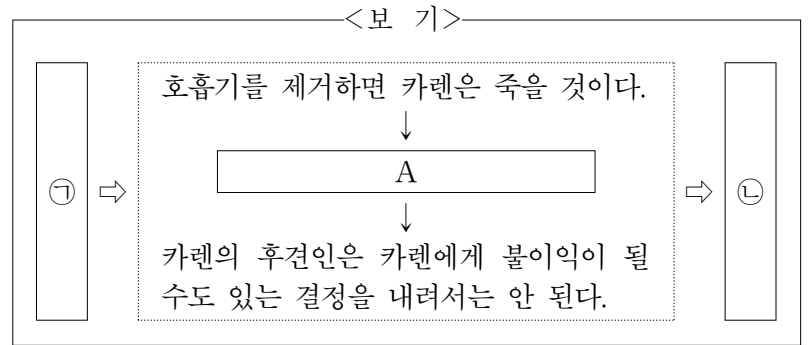 <보 기>
호흡기를 제거하면 카렌은 죽을 것이다.
↓
㉠ ⇨ A ⇨ ㉡
↓
카렌의 후견인은 카렌에게 불이익이 될
수도 있는 결정을 내려서는 안 된다.